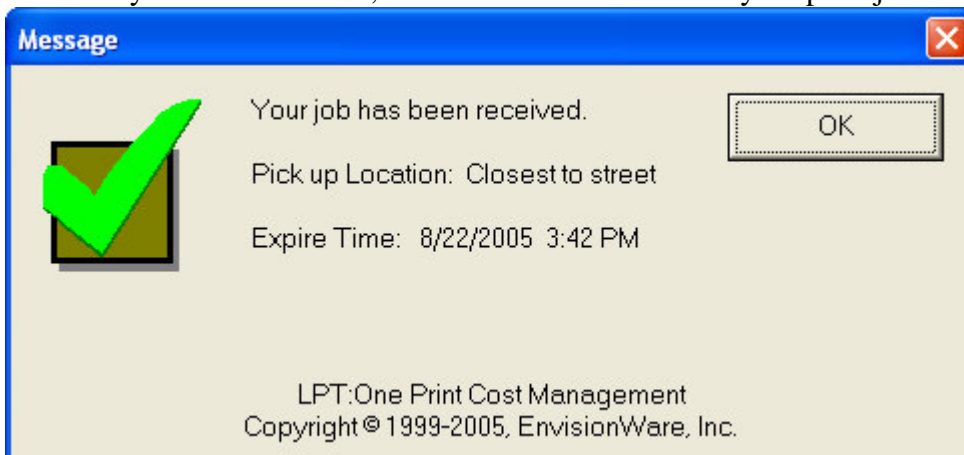 Message
Your job has been received.
OK
Pick up Location: Closest to street
Expire Time: 8/22/2005 3:42 PM
LPT:One Print Cost Management
Copyright © 1999-2005, EnvisionWare, Inc.